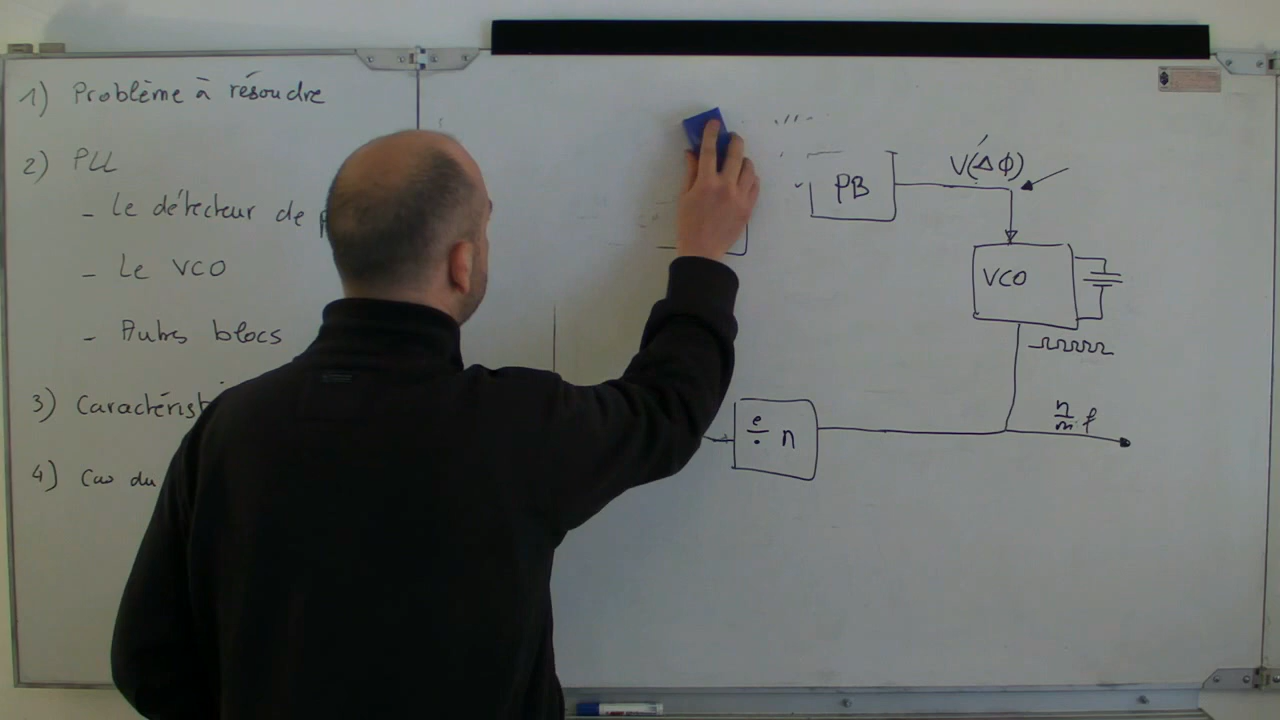 1) Problème à résoudre
2) PLL
- Le détecteur de
- Le VCO
- Autres blocs
3) Caractérist
4) Cas du
PB
V(Δϕ)
VCO
÷ n
n/m f